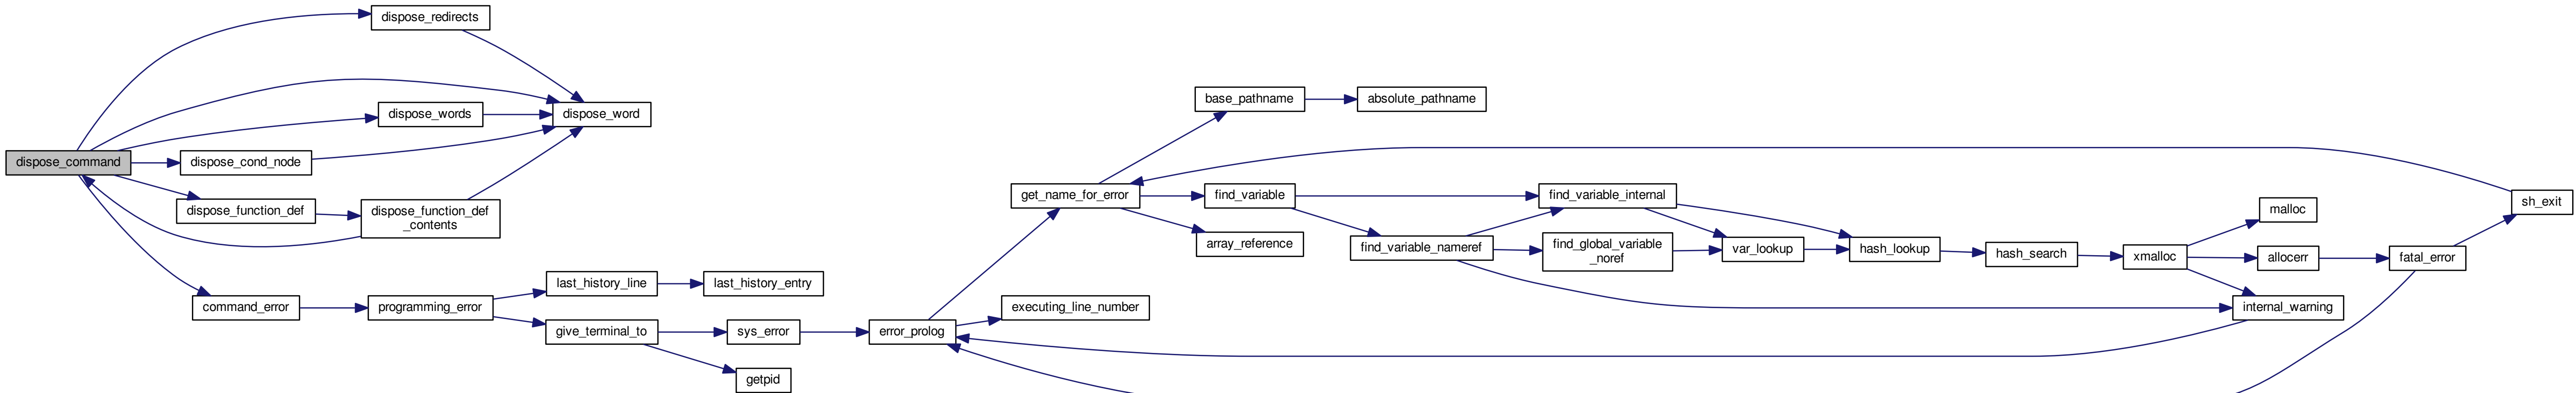 dispose_redirects
dispose_words
dispose_word
dispose_command
dispose_cond_node
dispose_function_def
dispose_function_def
_contents
command_error
programming_error
last_history_line
last_history_entry
give_terminal_to
sys_error
getpid
error_prolog
executing_line_number
get_name_for_error
base_pathname
absolute_pathname
find_variable
array_reference
find_variable_internal
find_variable_nameref
find_global_variable
_noref
var_lookup
hash_lookup
hash_search
xmalloc
malloc
allocerr
internal_warning
fatal_error
sh_exit